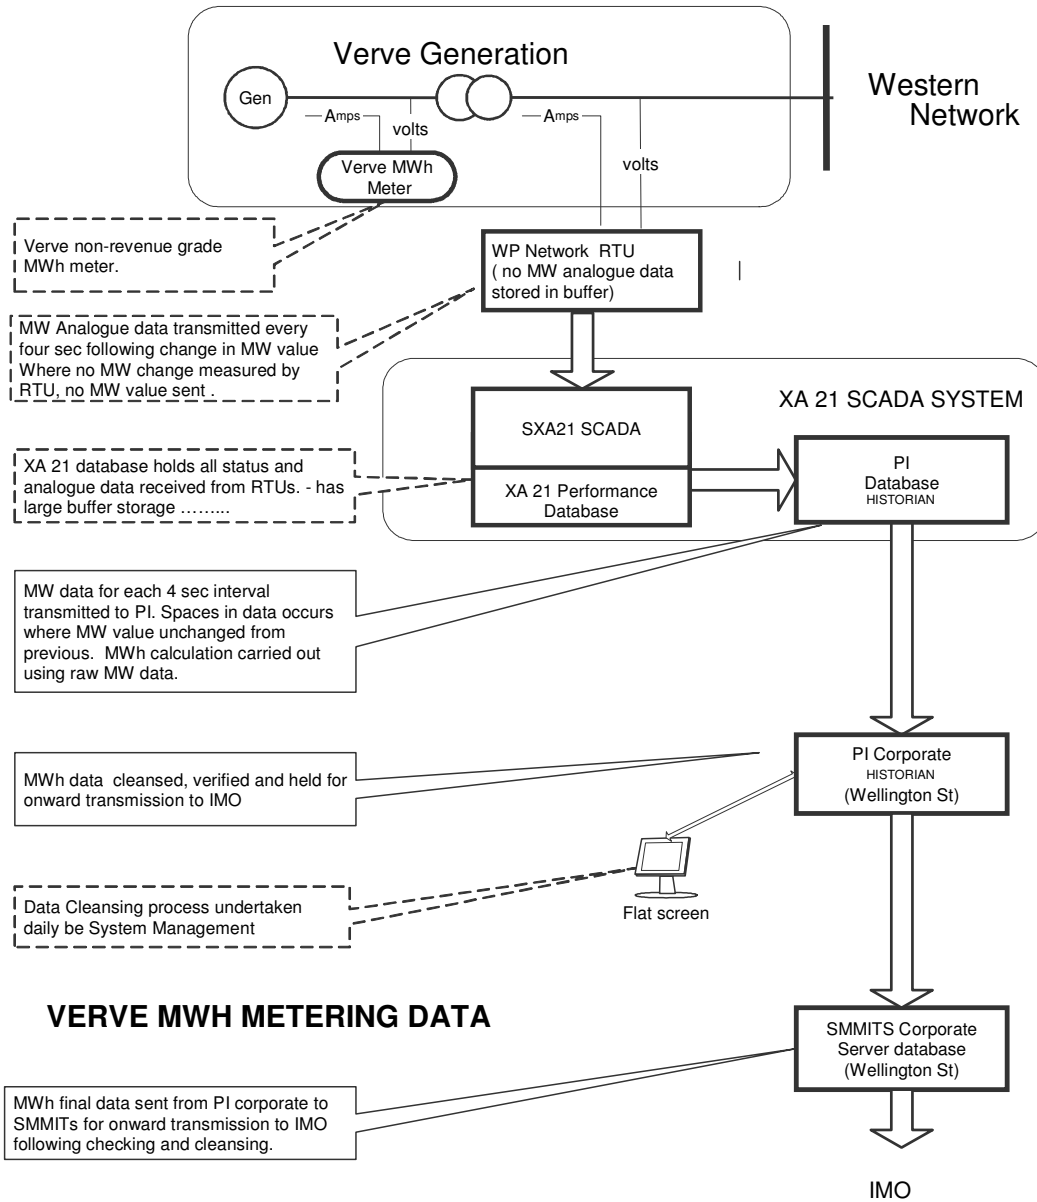 Verve Generation
Western
Network
Gen
Amps
volts
Amps
volts
Verve MWh
Meter
Verve non-revenue grade
MWh meter.
WP Network RTU
( no MW analogue data
stored in buffer)
MW Analogue data transmitted every
four sec following change in MW value
Where no MW change measured by
RTU, no MW value sent .
XA 21 SCADA SYSTEM
SXA21 SCADA
XA 21 Performance
Database
PI
Database
HISTORIAN
XA 21 database holds all status and
analogue data received from RTUs. - has
large buffer storage ……...
MW data for each 4 sec interval
transmitted to PI. Spaces in data occurs
where MW value unchanged from
previous. MWh calculation carried out
using raw MW data.
PI Corporate
HISTORIAN
(Wellington St)
MWh data cleansed, verified and held for
onward transmission to IMO
Flat screen
Data Cleansing process undertaken
daily be System Management
VERVE MWH METERING DATA
SMMITS Corporate
Server database
(Wellington St)
MWh final data sent from PI corporate to
SMMITs for onward transmission to IMO
following checking and cleansing.
IMO